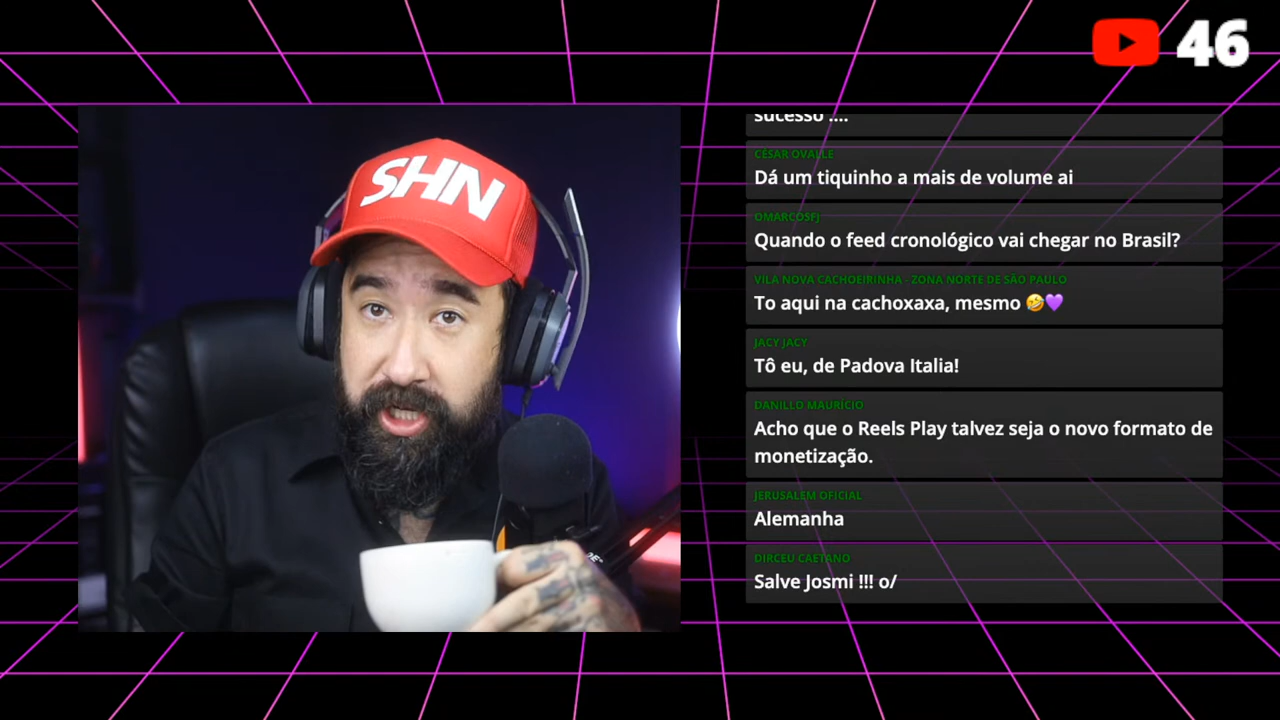 46
SHN
sucesso ....
CÉSAR OVALLE
Dá um tiquinho a mais de volume ai
OMARCOSFJ
Quando o feed cronológico vai chegar no Brasil?
VILA NOVA CACHOEIRINHA - ZONA NORTE DE SÃO PAULO
To aqui na cachoxaxa, mesmo 🤣💜
JACY JACY
Tô eu, de Padova Italia!
DANILLO MAURÍCIO
Acho que o Reels Play talvez seja o novo formato de
monetização.
JERUSALEM OFICIAL
Alemanha
DIRCEU CAETANO
Salve Josmi !!! o/